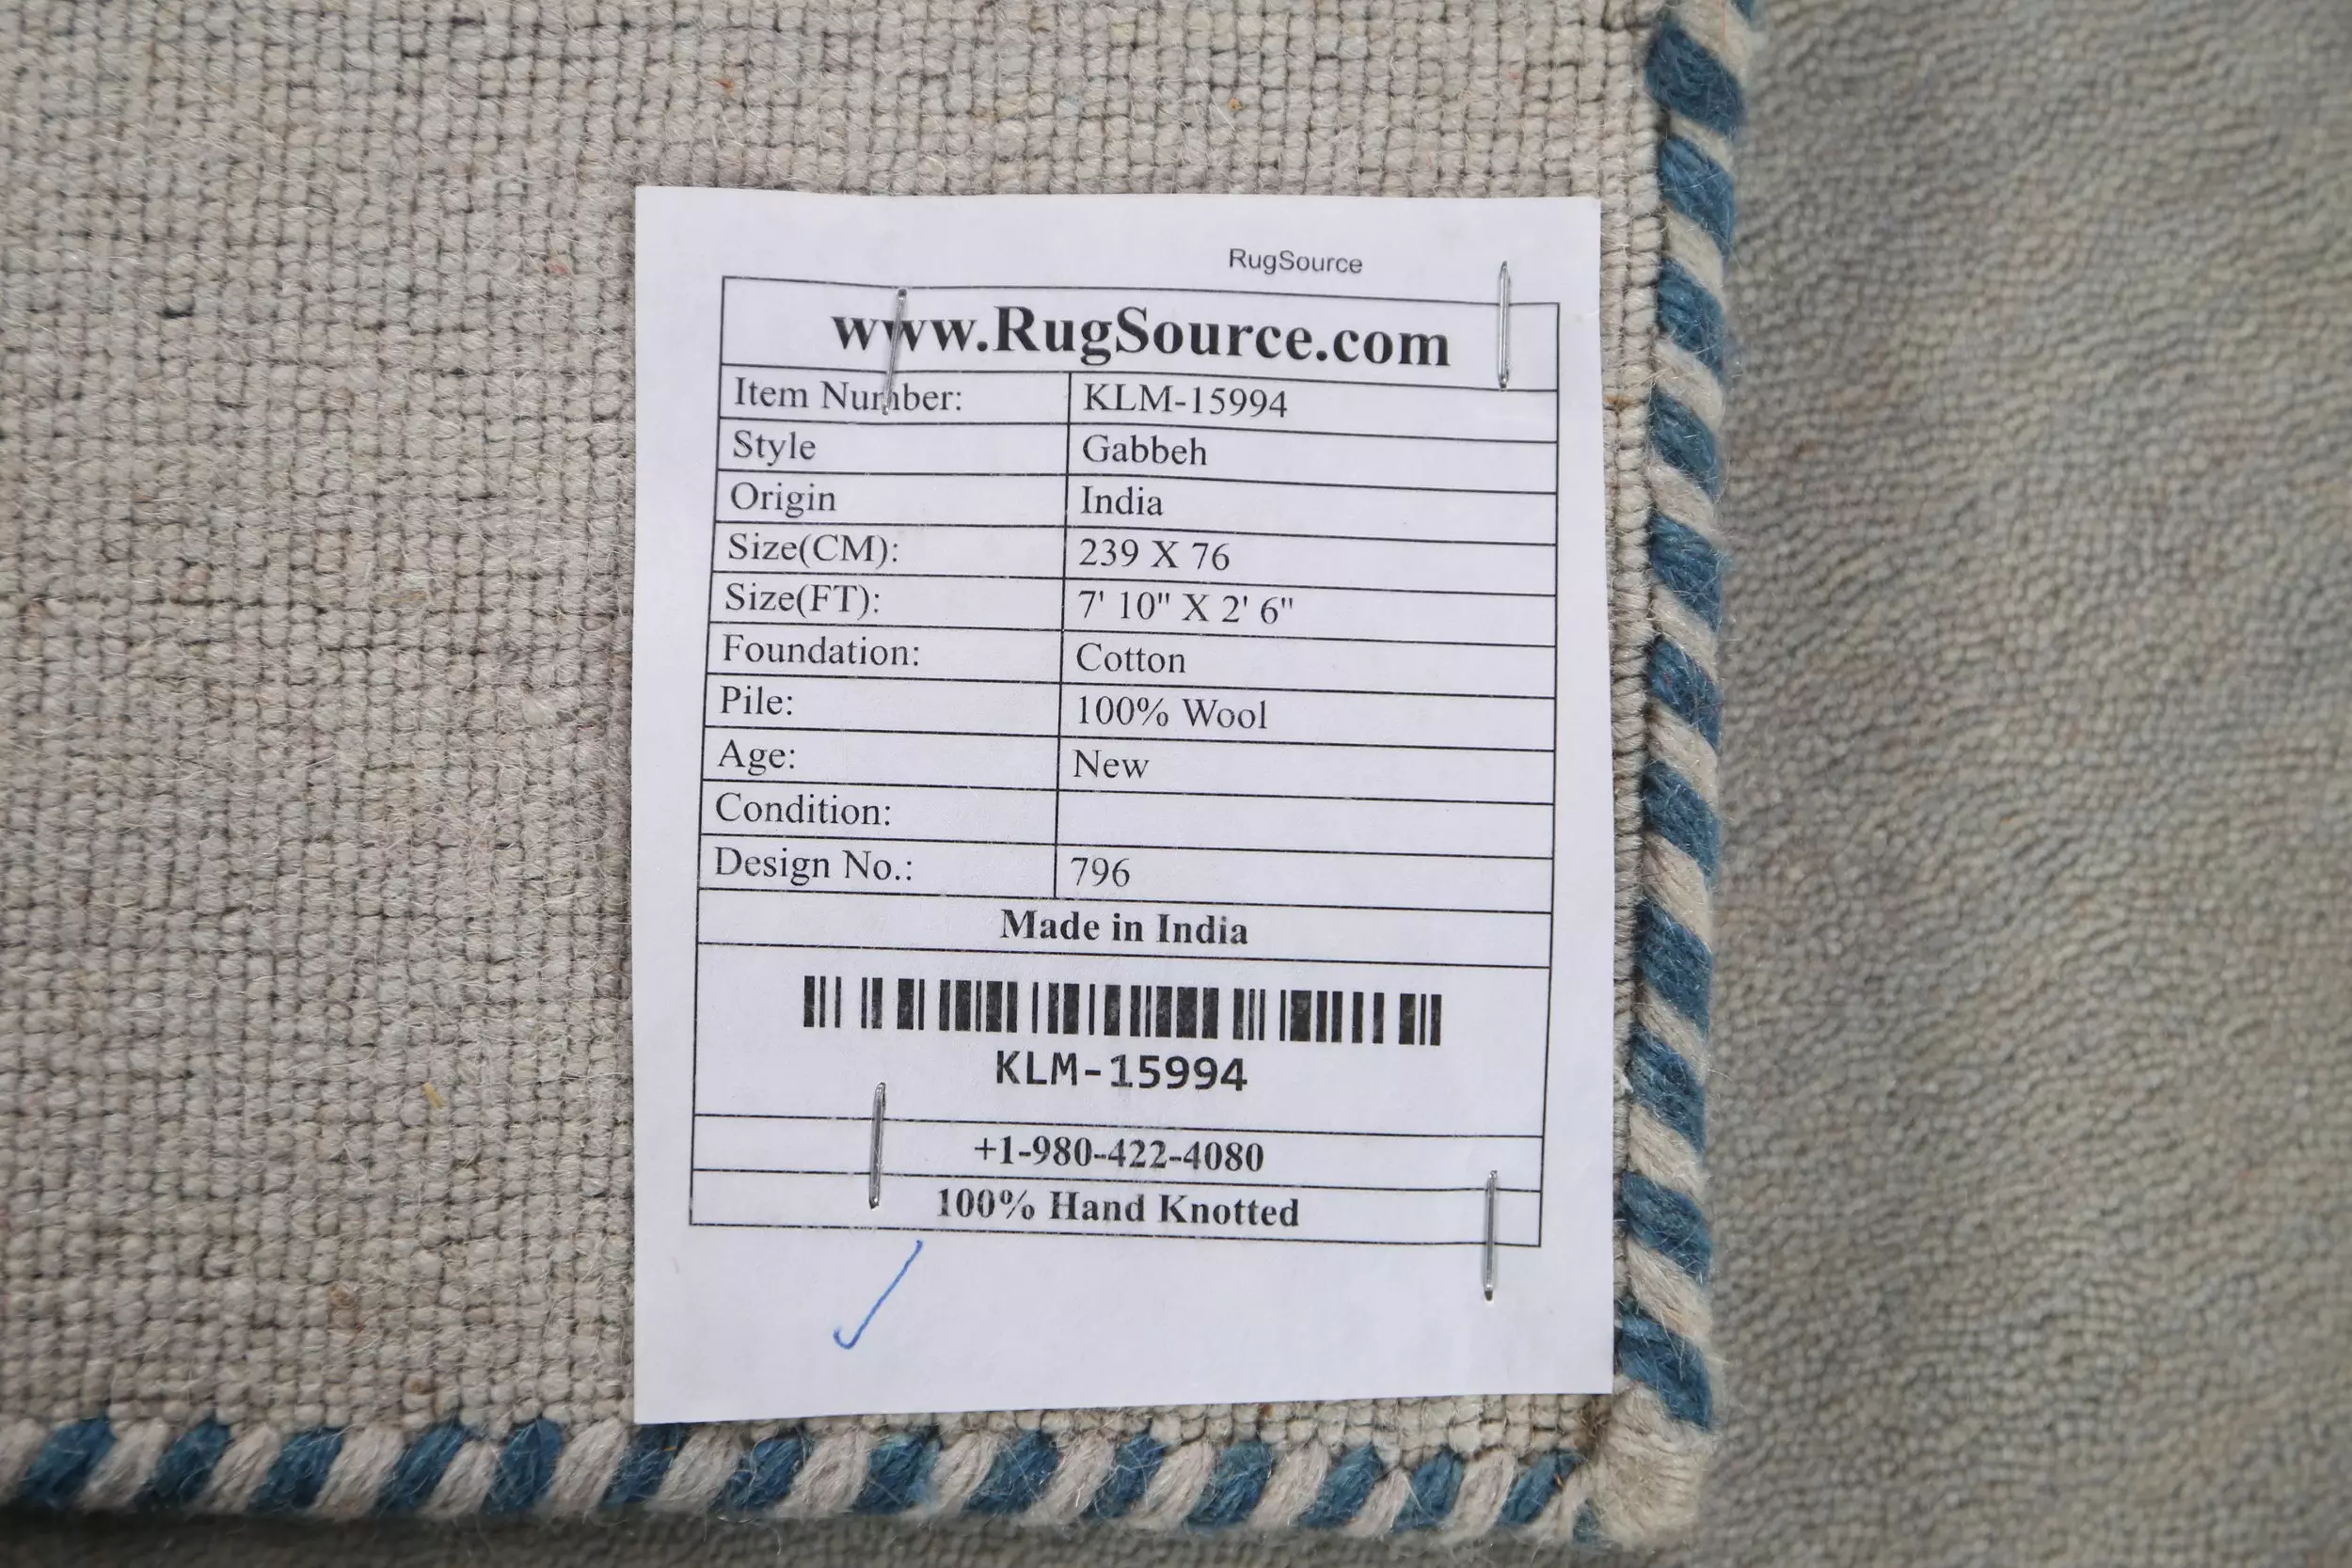 RugSource
www.RugSource.com
Item Number: KLM-15994
Style Gabbeh
Origin India
Size(CM): 239 X 76
Size(FT): 7' 10" X 2' 6"
Foundation: Cotton
Pile: 100% Wool
Age: New
Condition:
Design No.: 796
Made in India
KLM-15994
+1-980-422-4080
100% Hand Knotted